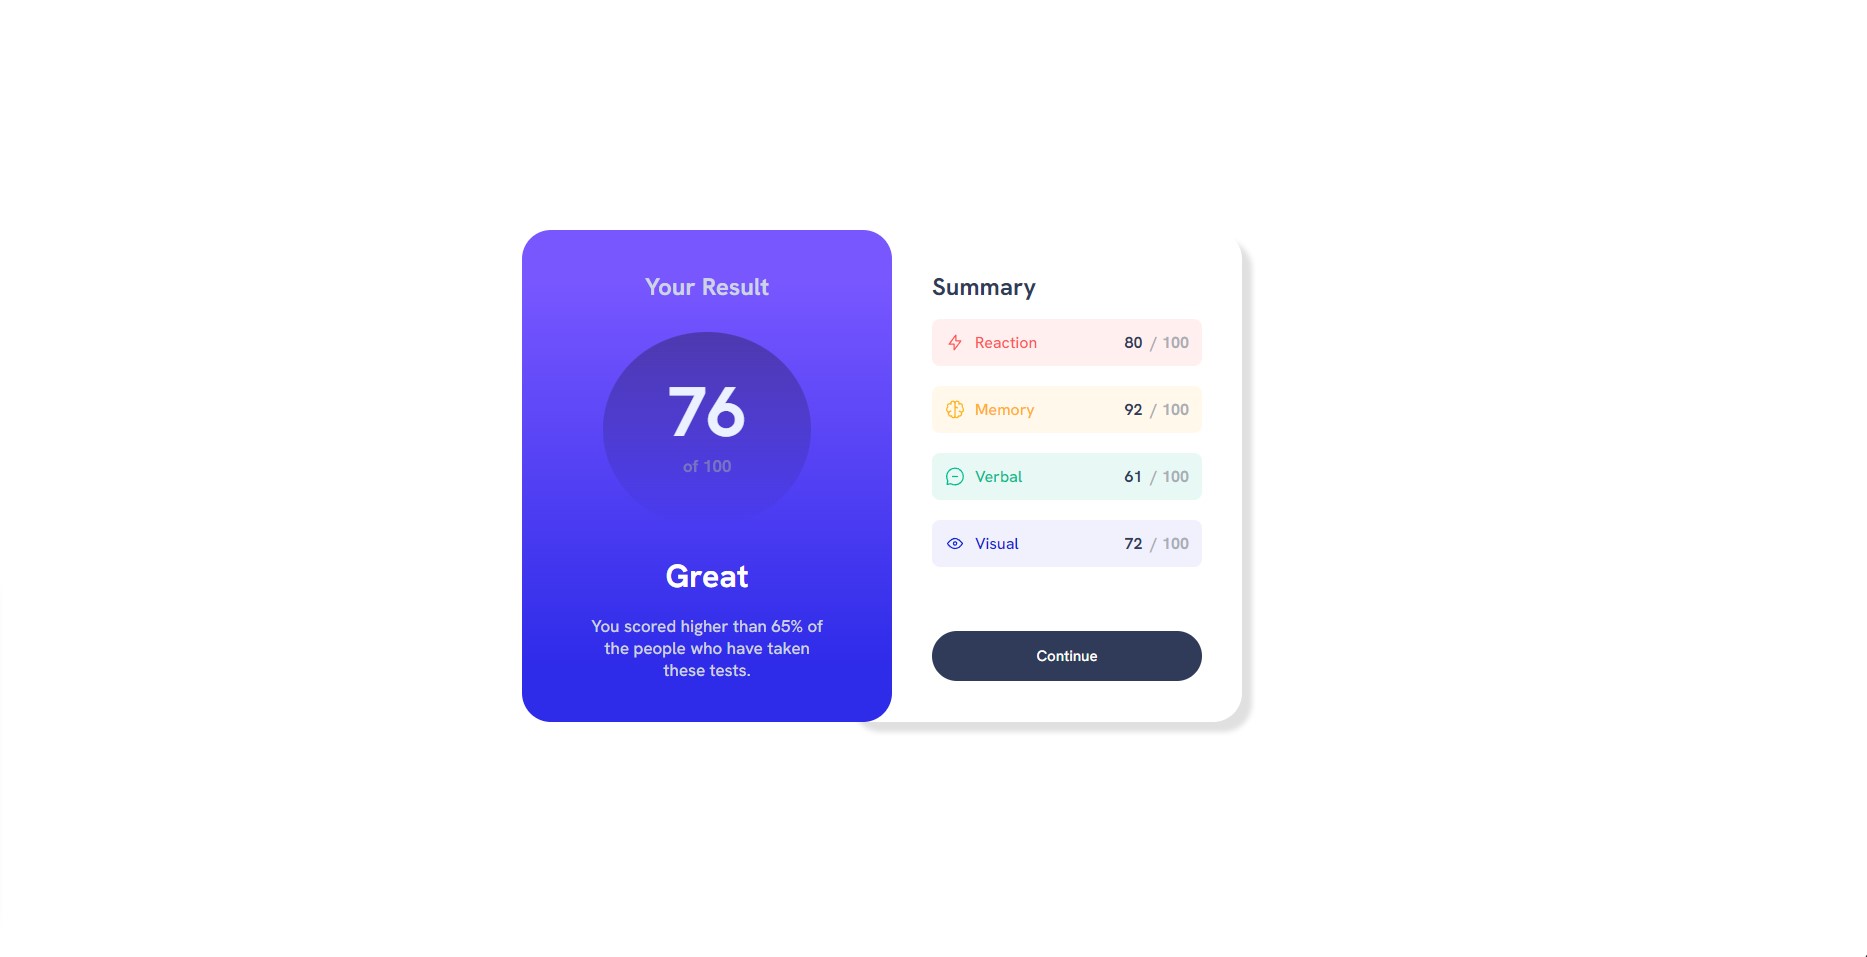 Your Result
76
of 100
Great
You scored higher than 65% of
the people who have taken
these tests.
Summary
Reaction 80 / 100
Memory 92 / 100
Verbal 61 / 100
Visual 72 / 100
Continue